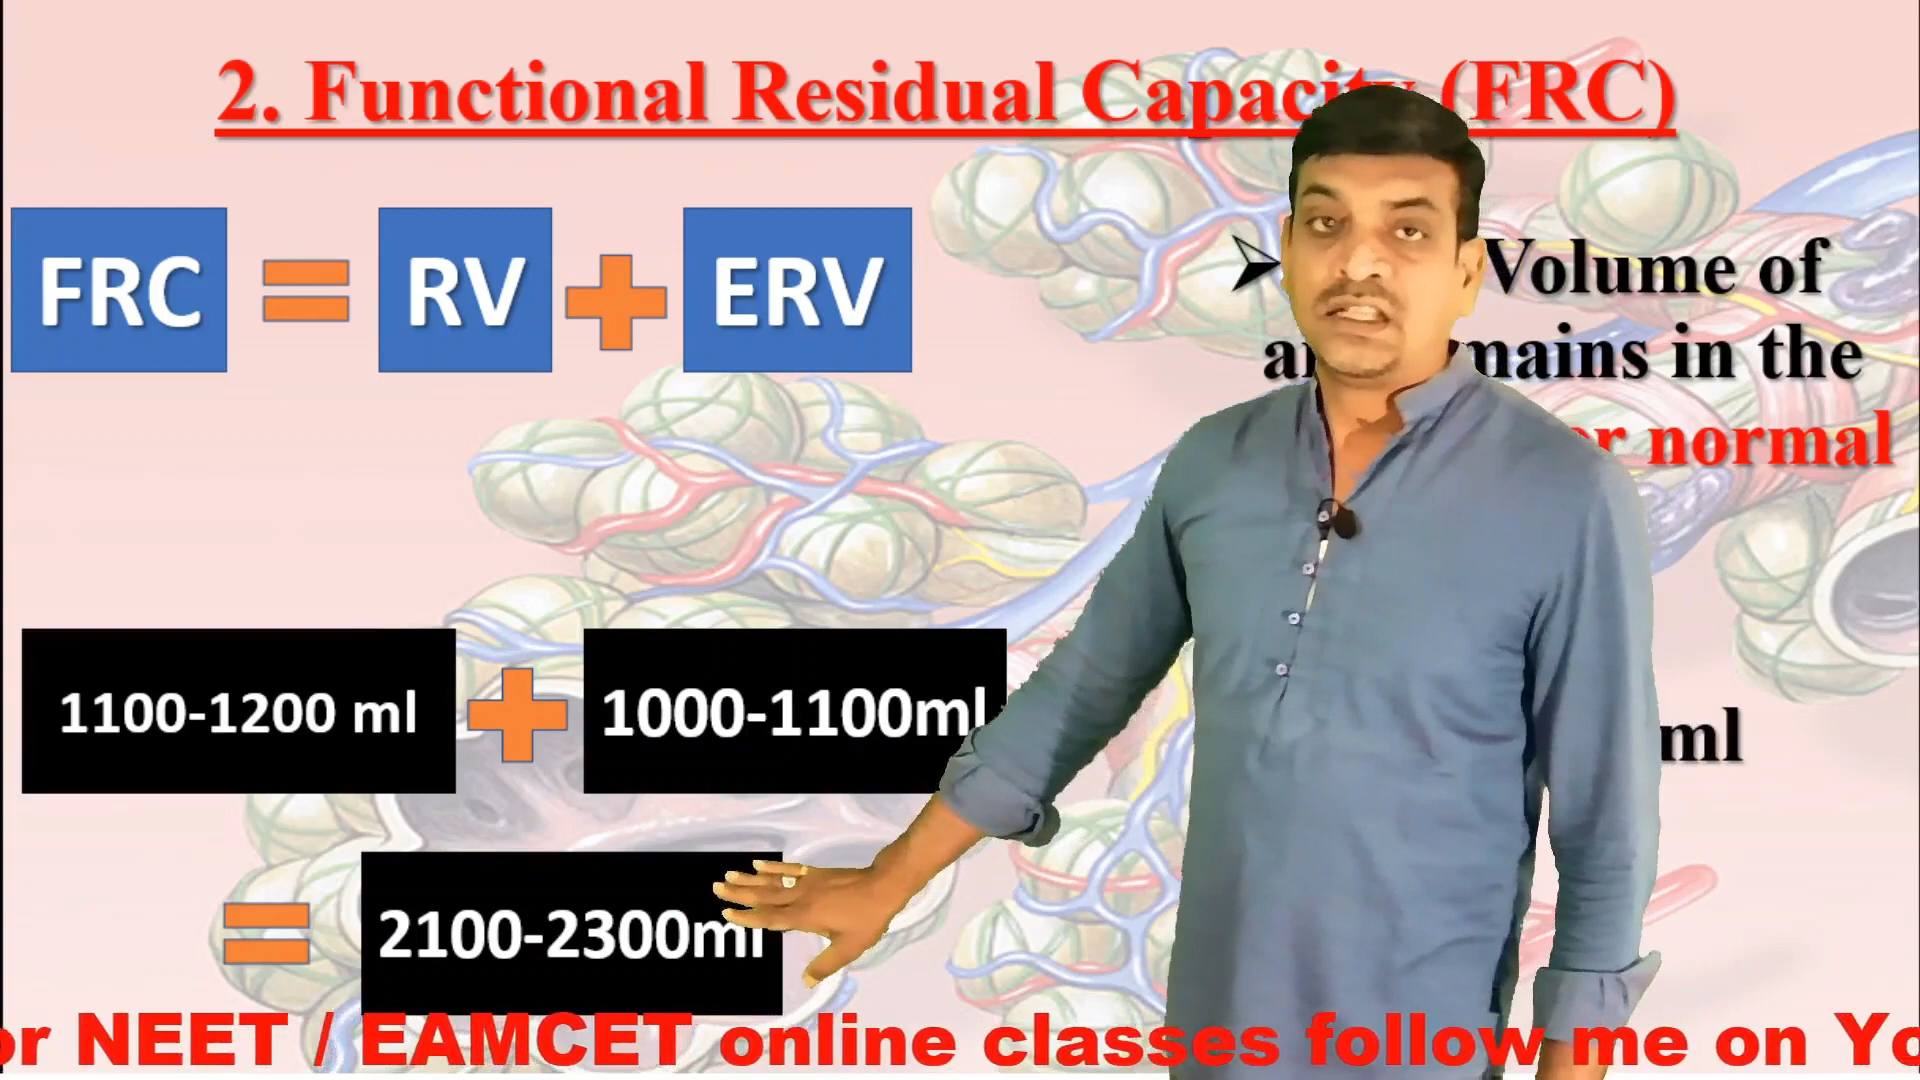 2. Functional Residual Capacity (FRC)
FRC = RV + ERV
Volume of
mains in the
normal
1100-1200 ml + 1000-1100ml
ml
= 2100-2300ml
NEET / EAMCET online classes follow me on